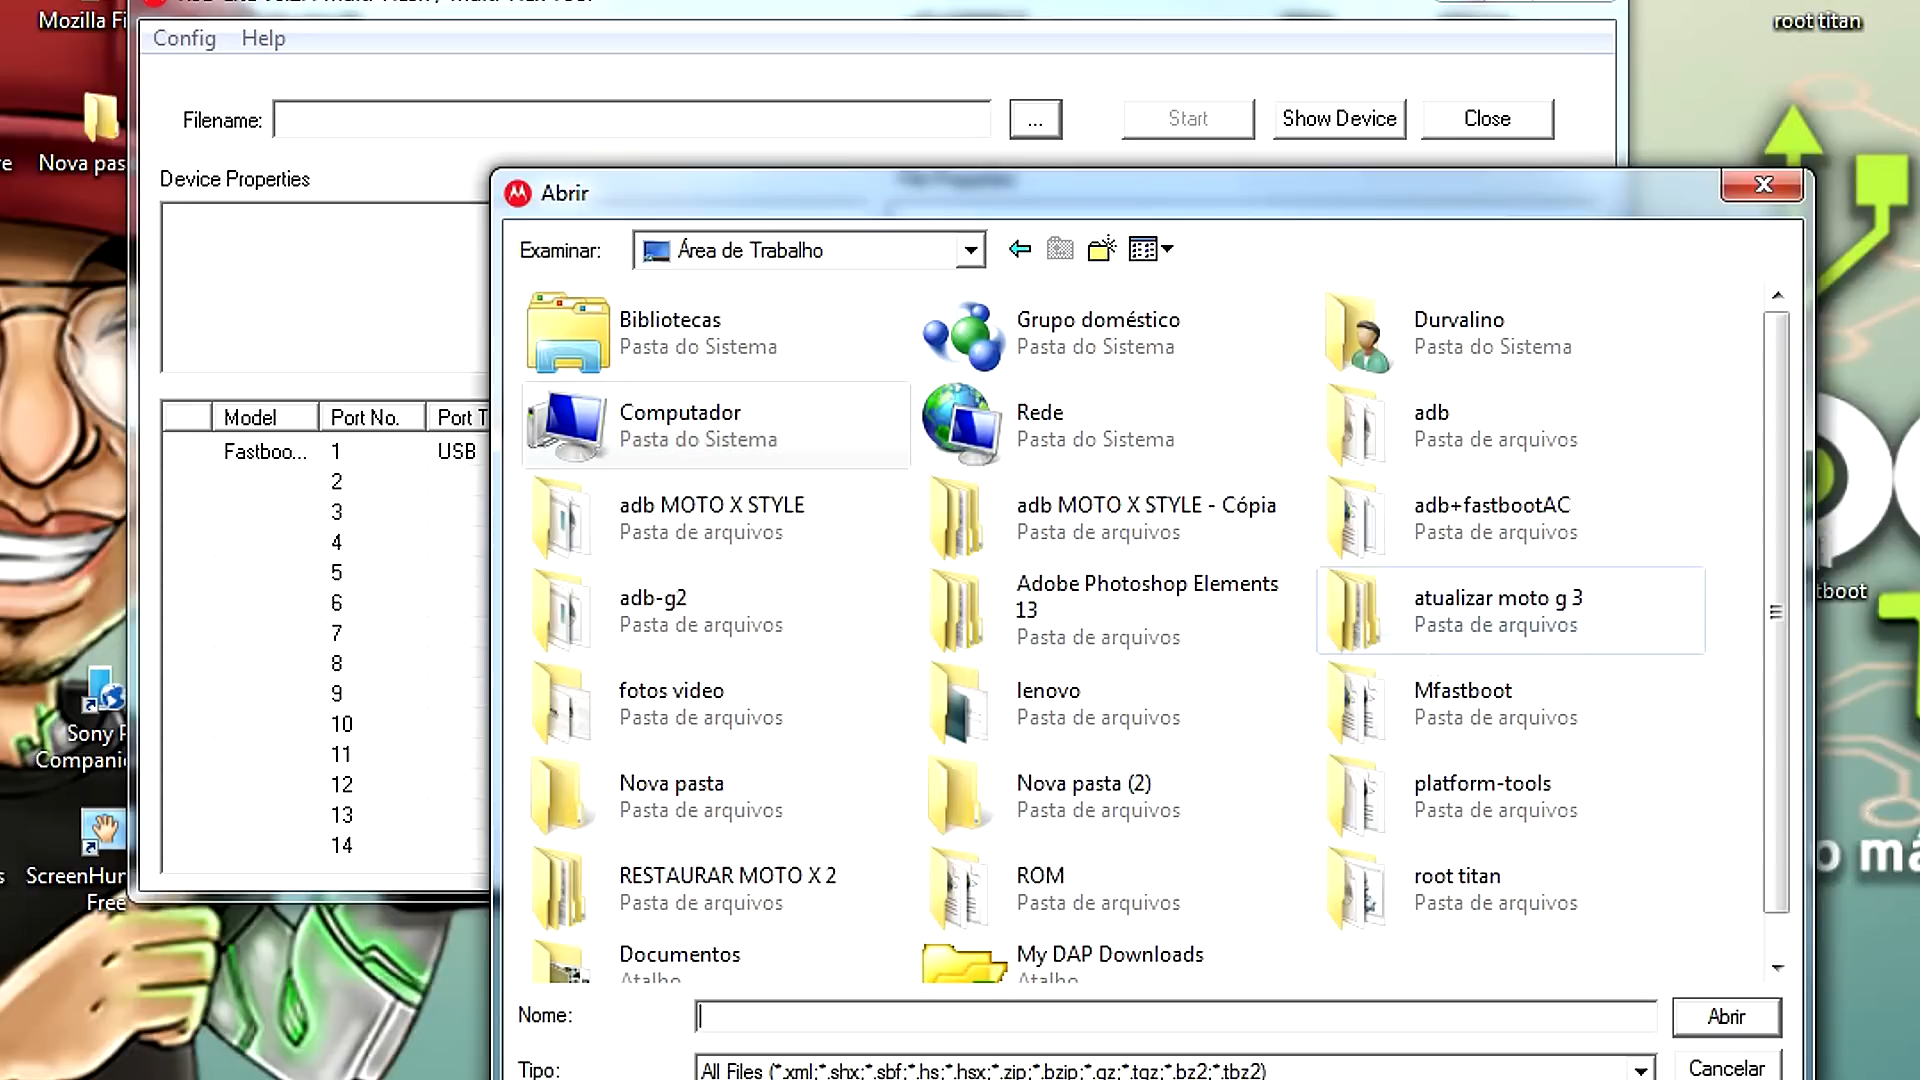 Mozilla Fi
root titan
Config Help
Filename:
...
Start
Show Device
Close
Nova pas
Device Properties
Abrir
Examinar:
Área de Trabalho
Bibliotecas
Pasta do Sistema
Grupo doméstico
Pasta do Sistema
Durvalino
Pasta do Sistema
Computador
Pasta do Sistema
Rede
Pasta do Sistema
adb
Pasta de arquivos
adb MOTO X STYLE
Pasta de arquivos
adb MOTO X STYLE - Cópia
Pasta de arquivos
adb+fastbootAC
Pasta de arquivos
adb-g2
Pasta de arquivos
Adobe Photoshop Elements
13
Pasta de arquivos
atualizar moto g 3
Pasta de arquivos
fotos video
Pasta de arquivos
lenovo
Pasta de arquivos
Mfastboot
Pasta de arquivos
Nova pasta
Pasta de arquivos
Nova pasta (2)
Pasta de arquivos
platform-tools
Pasta de arquivos
RESTAURAR MOTO X 2
Pasta de arquivos
ROM
Pasta de arquivos
root titan
Pasta de arquivos
Documentos
Atalho
My DAP Downloads
Atalho
Nome:
Abrir
Tipo:
All Files (*.xml;*.shx;*.sbf;*.hs;*.hsx;*.zip;*.bzip;*.gz;*.tgz;*.bz2;*.tbz2)
Cancelar
Model Port No. Port T
Fastboo... 1 USB
2
3
4
5
6
7
8
9
10
11
12
13
14
Sony P
Compani
ScreenHun
Free
tboot
o má